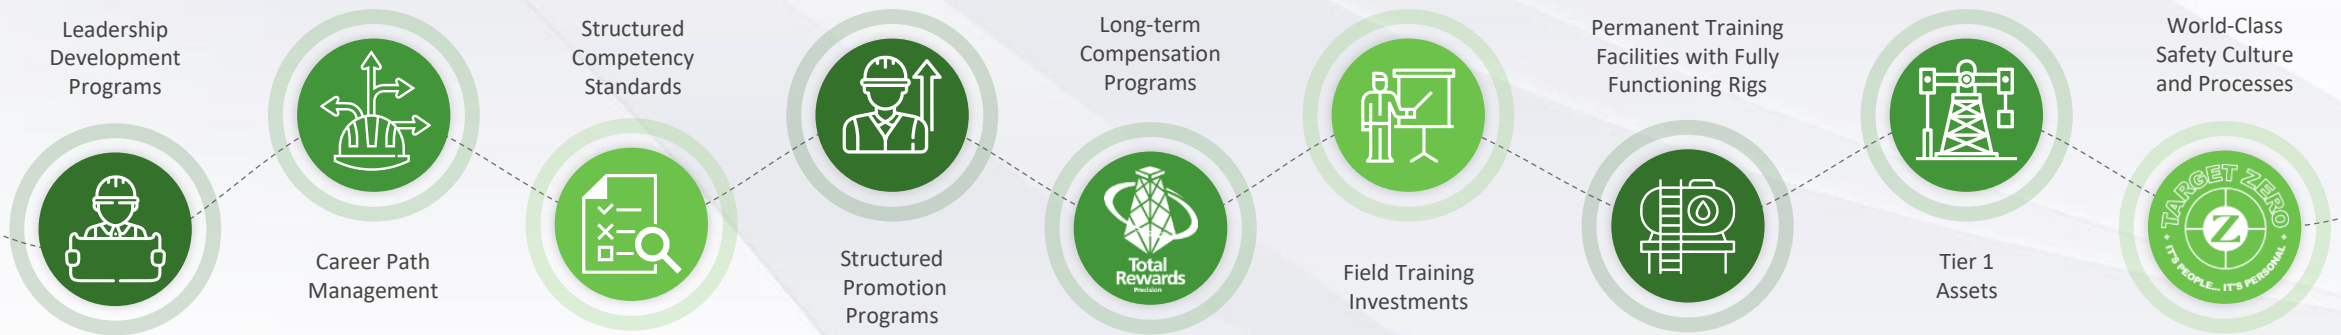 Leadership
Development
Programs
Career Path
Management
Structured
Competency
Standards
Structured
Promotion
Programs
Long-term
Compensation
Programs
Total
Rewards
Precision
Field Training
Investments
Permanent Training
Facilities with Fully
Functioning Rigs
Tier 1
Assets
World-Class
Safety Culture
and Processes
TARGET ZERO
Z
IT'S PEOPLE... IT'S PERSONAL